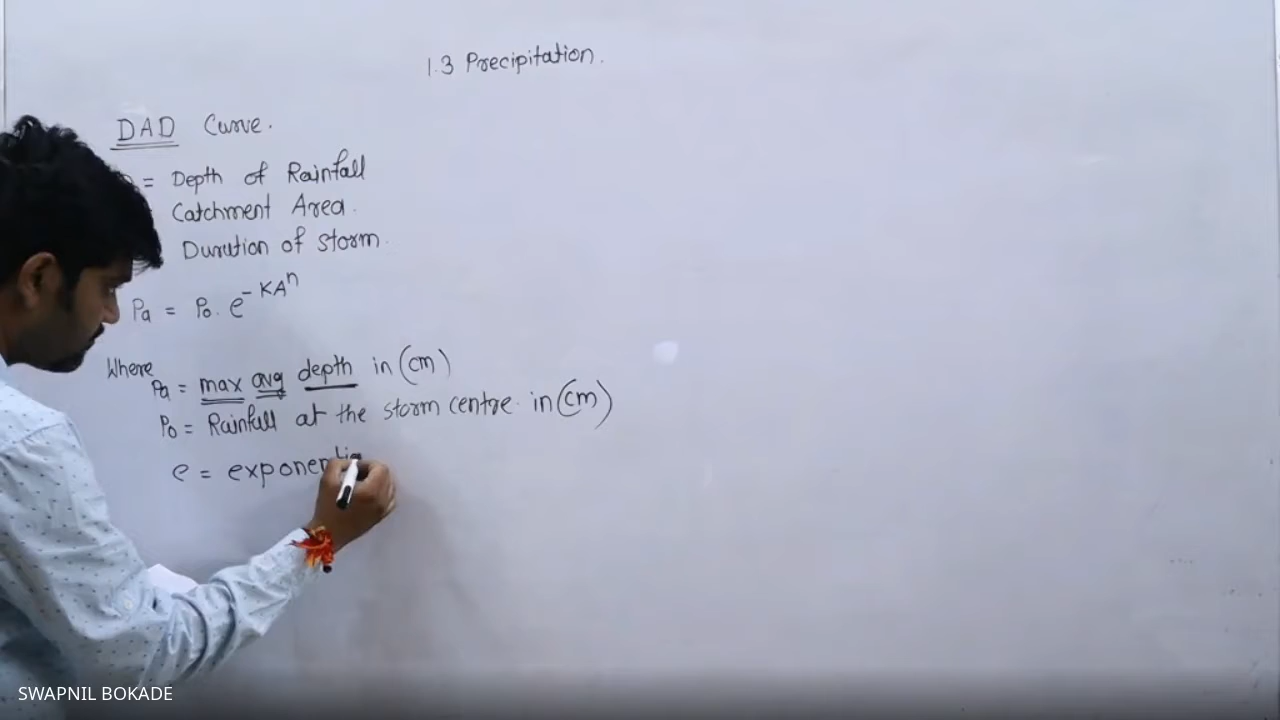 1.3 Precipitation.
DAD Curve.
= Depth of Rainfall
Catchment Area.
Duration of storm.
Pa = Po. e^-KA^n
Where
Pa = max avg depth in (cm)
Po = Rainfall at the storm centre. in (cm)
e =
SWAPNIL BOKADE